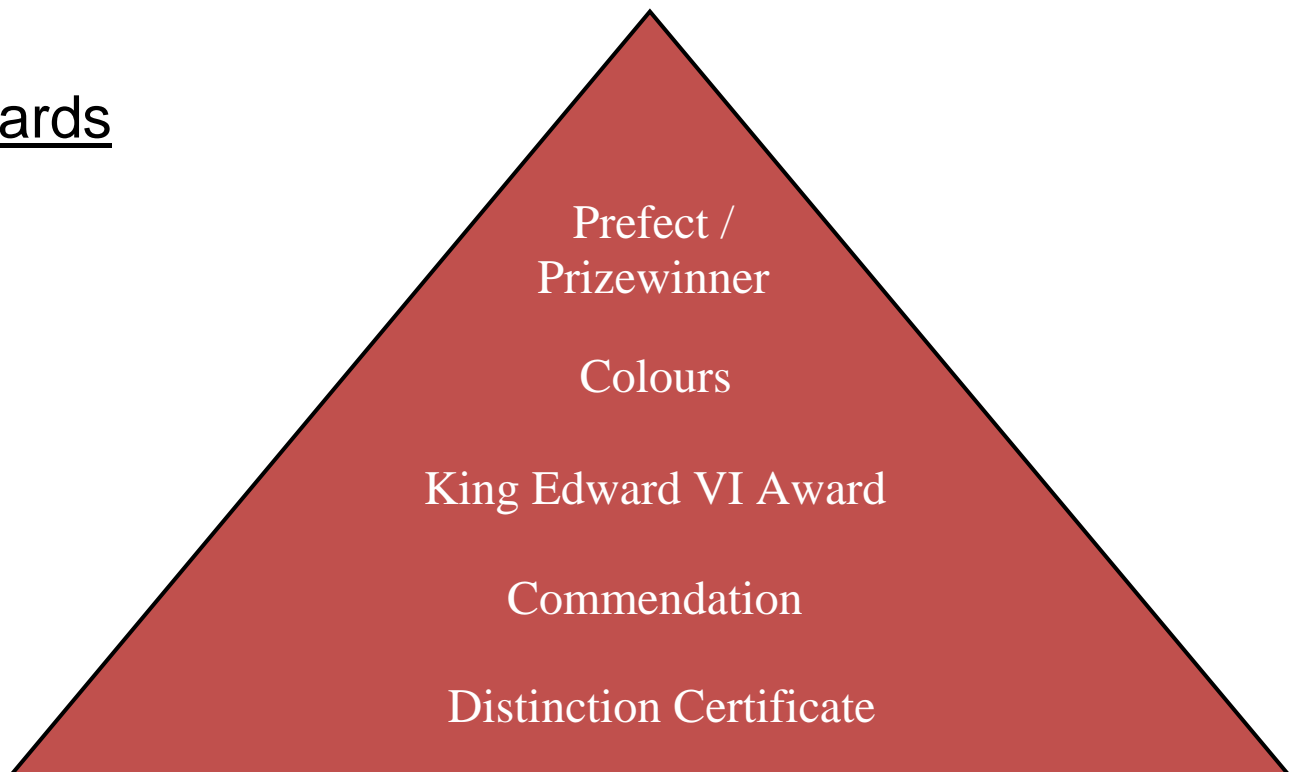 ards
Prefect /
Prizewinner
Colours
King Edward VI Award
Commendation
Distinction Certificate